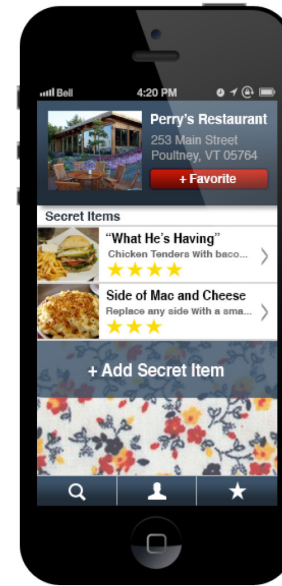 Bell 4:20 PM
Perry's Restaurant
253 Main Street
Poultney, VT 05764
+ Favorite
Secret Items
“What He's Having”
Chicken Tenders with baco...
Side of Mac and Cheese
Replace any side with a sma...
+ Add Secret Item